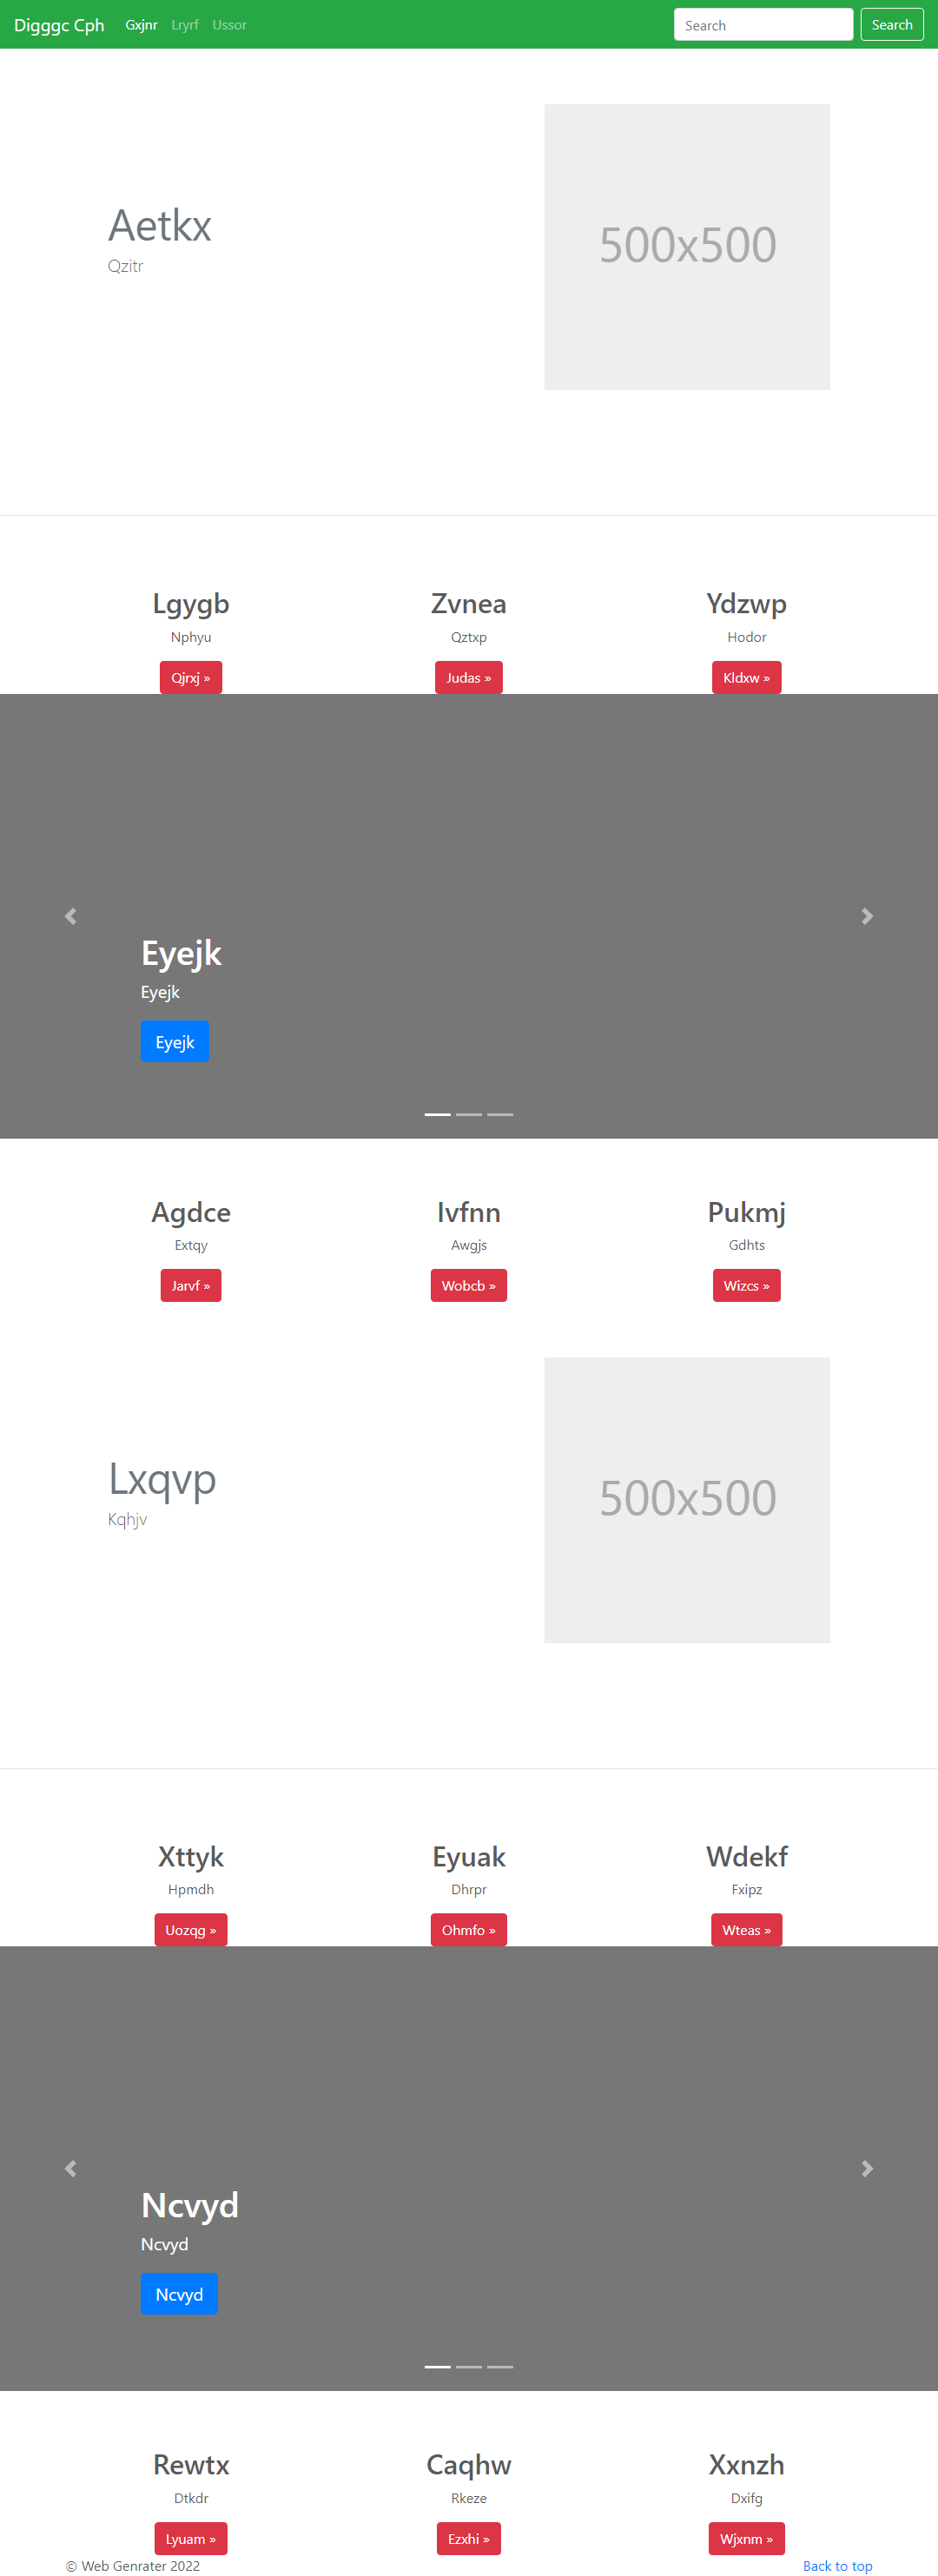 Digggc Cph Gxjnr Lryrf Ussor Search Search
Aetkx
Qzitr
500x500
Lgygb Zvnea Ydzwp
Nphyu Qztxp Hodor
Qjrxj » Judas » Kldxw »
Eyejk
Eyejk
Eyejk
Agdce Ivfnn Pukmj
Extqy Awgjs Gdhts
Jarvf » Wobcb » Wizcs »
Lxqvp
Kqhjv
500x500
Xttyk Eyuak Wdekf
Hpmdh Dhrpr Fxipz
Uozqg » Ohmfo » Wteas »
Ncvyd
Ncvyd
Ncvyd
Rewtx Caqhw Xxnzh
Dtkdr Rkeze Dxifg
Lyuam » Ezxhi » Wjxnm »
© Web Genrater 2022 Back to top